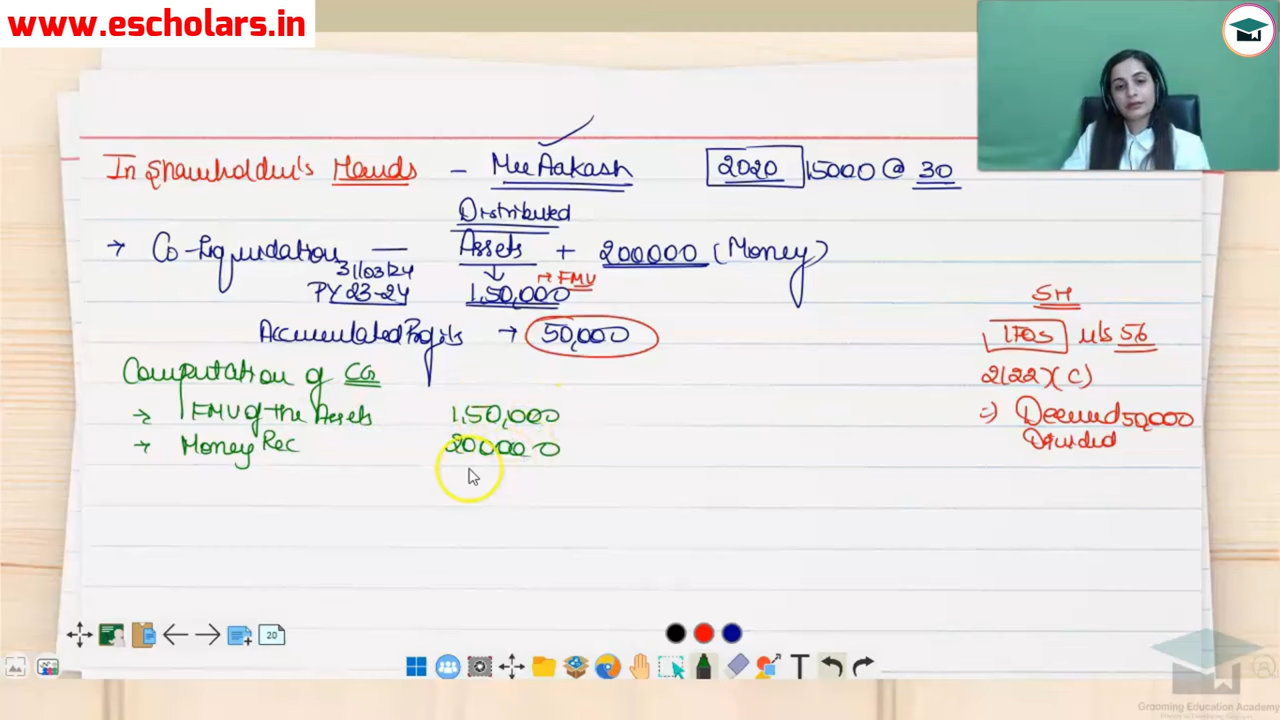 www.escholars.in
In Shareholder's Hands - Mr Aakash 2020 15000 @ 30
Distributed
→ Co-Liquidation — Assets + 200000 (Money)
31/03/24
PY 23-24 1,50,000 → FMV
Accumulated Profits → 50,000
Computation of CG
→ FMV of the Assets 1,50,000
→ Money Rec 200000
SH
IFOS u/s 56
2(22)(C)
⇒ Deemed 50,000
Dividend
20
T
Grooming Education Academy